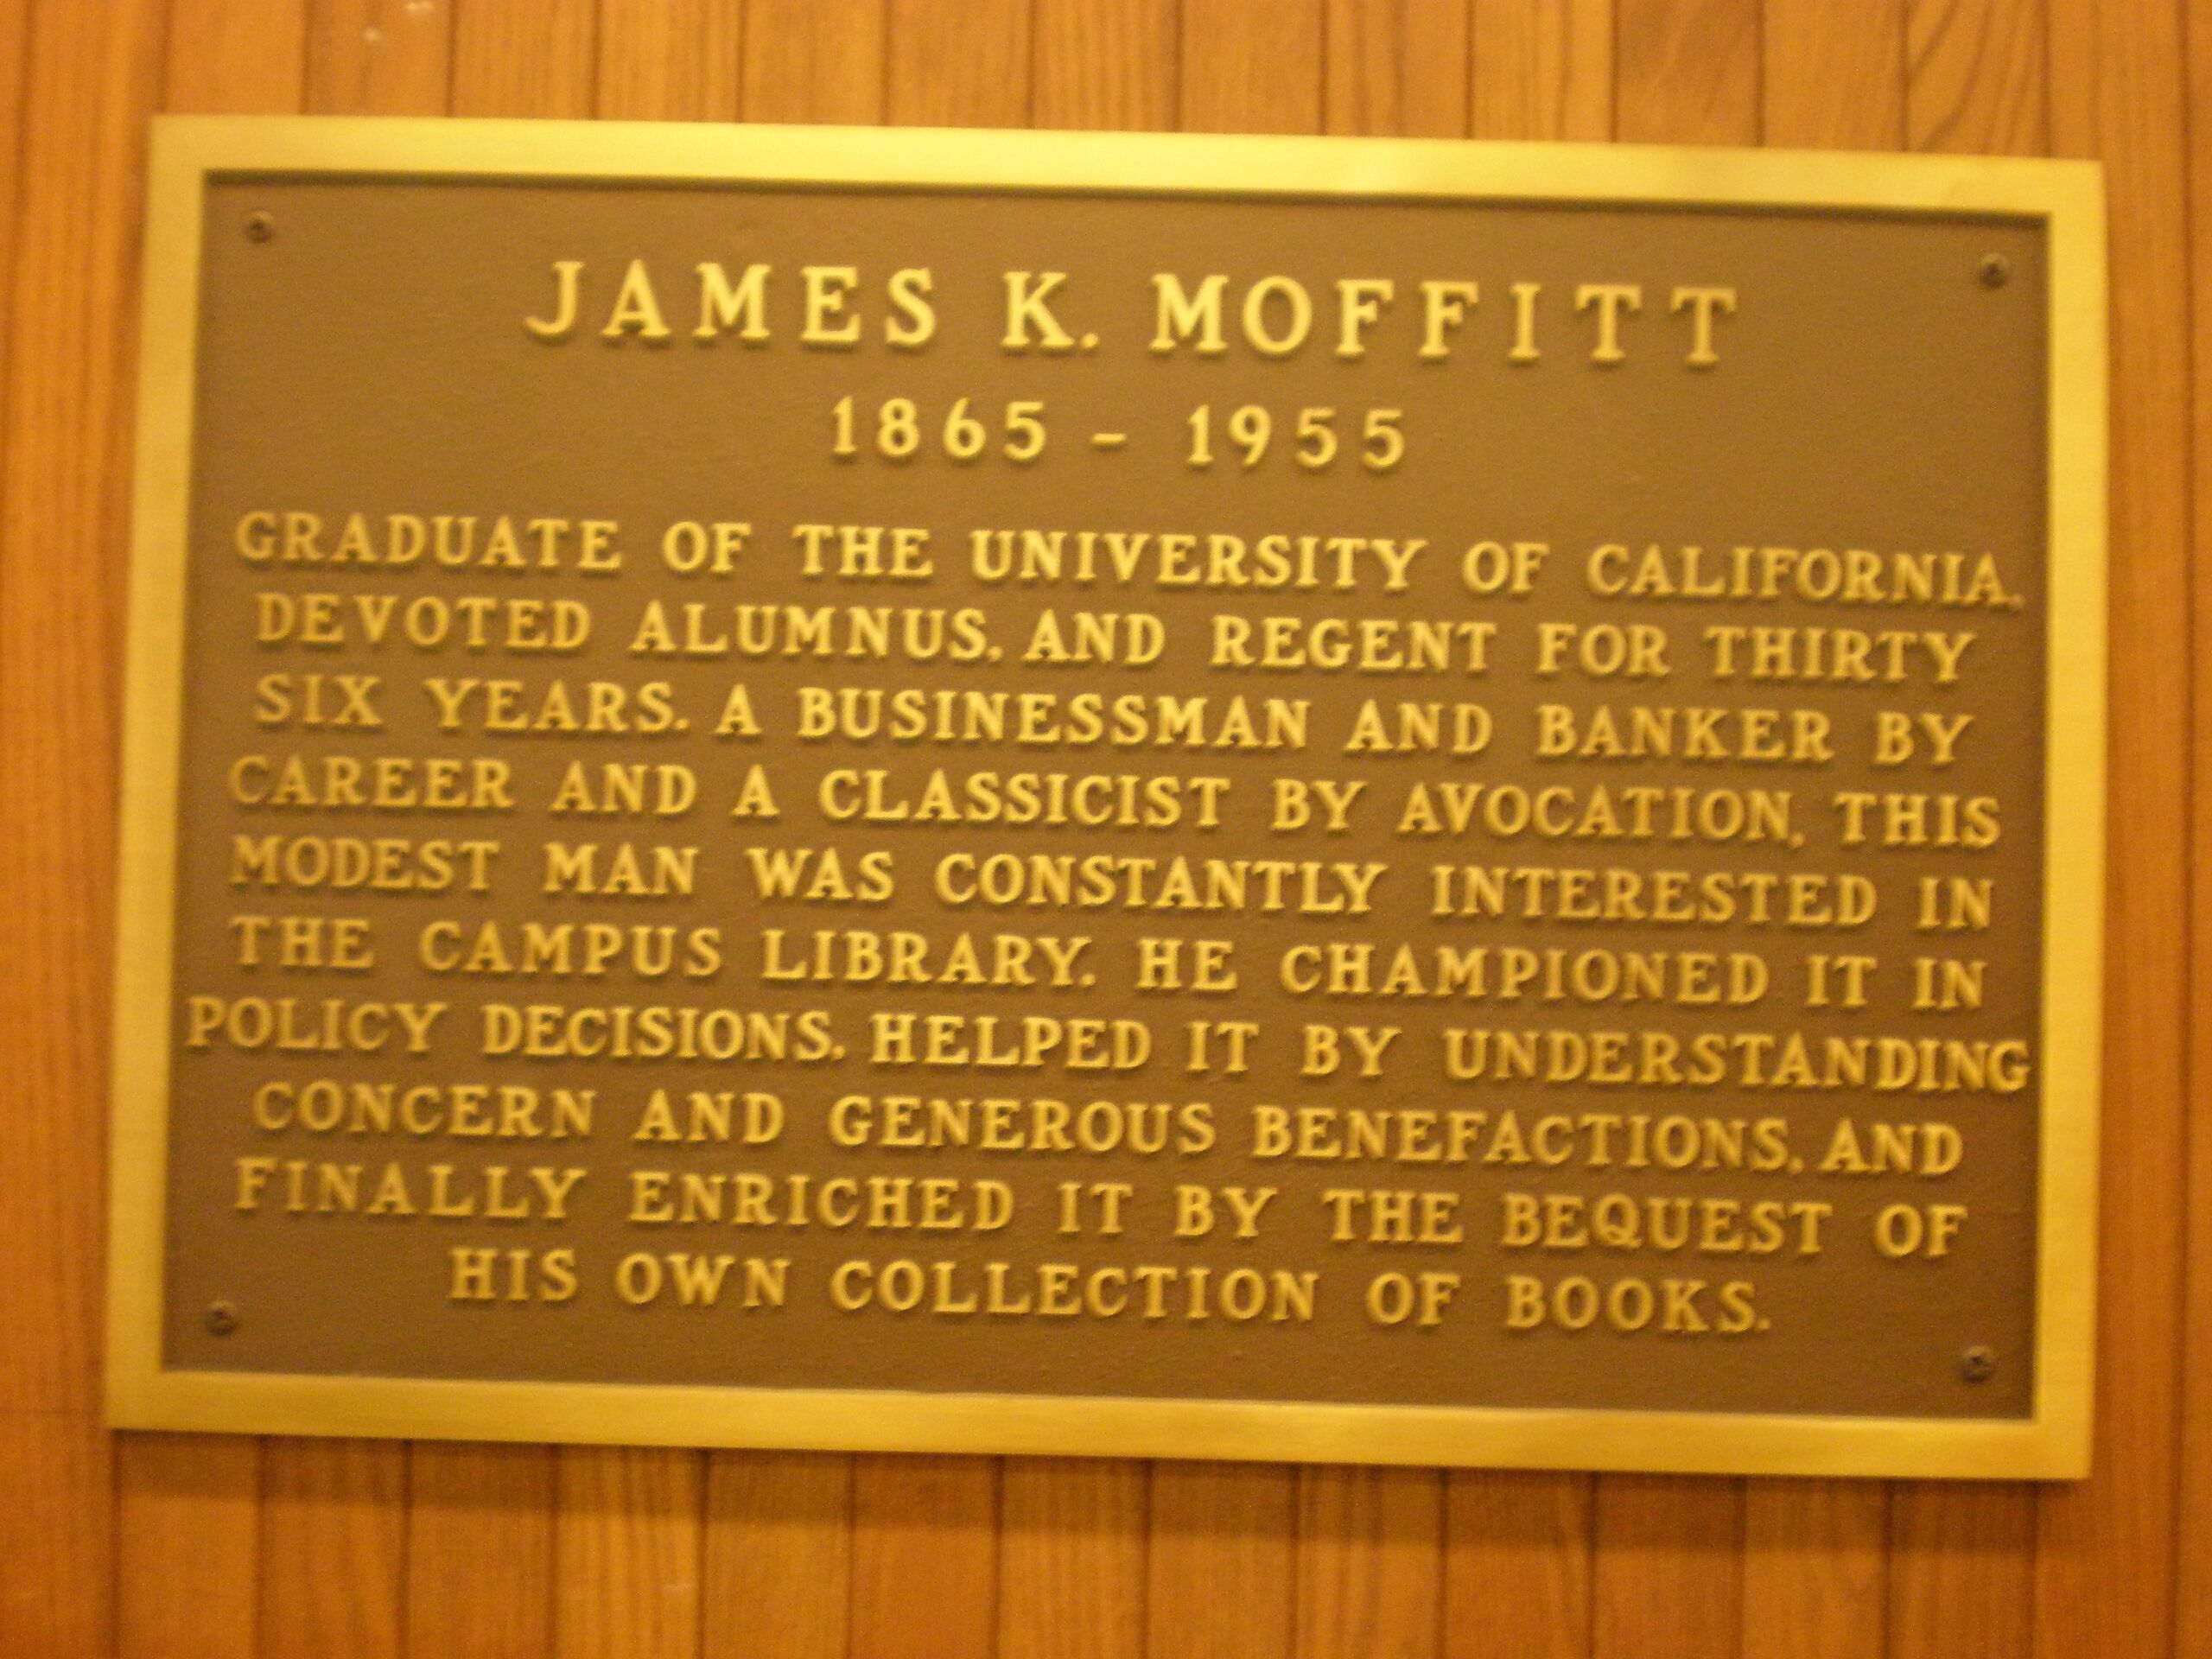 JAMES K. MOFFITT
1865 - 1955
GRADUATE OF THE UNIVERSITY OF CALIFORNIA,
DEVOTED ALUMNUS, AND REGENT FOR THIRTY
SIX YEARS. A BUSINESSMAN AND BANKER BY
CAREER AND A CLASSICIST BY AVOCATION, THIS
MODEST MAN WAS CONSTANTLY INTERESTED IN
THE CAMPUS LIBRARY. HE CHAMPIONED IT IN
POLICY DECISIONS, HELPED IT BY UNDERSTANDING
CONCERN AND GENEROUS BENEFACTIONS, AND
FINALLY ENRICHED IT BY THE BEQUEST OF
HIS OWN COLLECTION OF BOOKS.